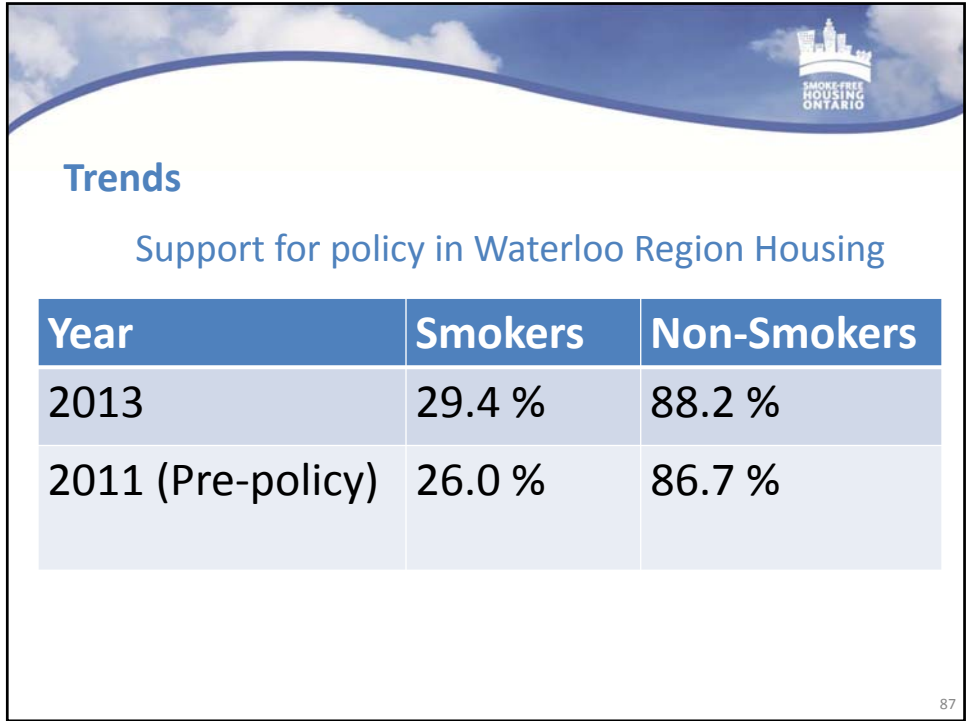 SMOKE-FREE
HOUSING
ONTARIO
Trends
Support for policy in Waterloo Region Housing
Year Smokers Non-Smokers
2013 29.4 % 88.2 %
2011 (Pre-policy) 26.0 % 86.7 %
87